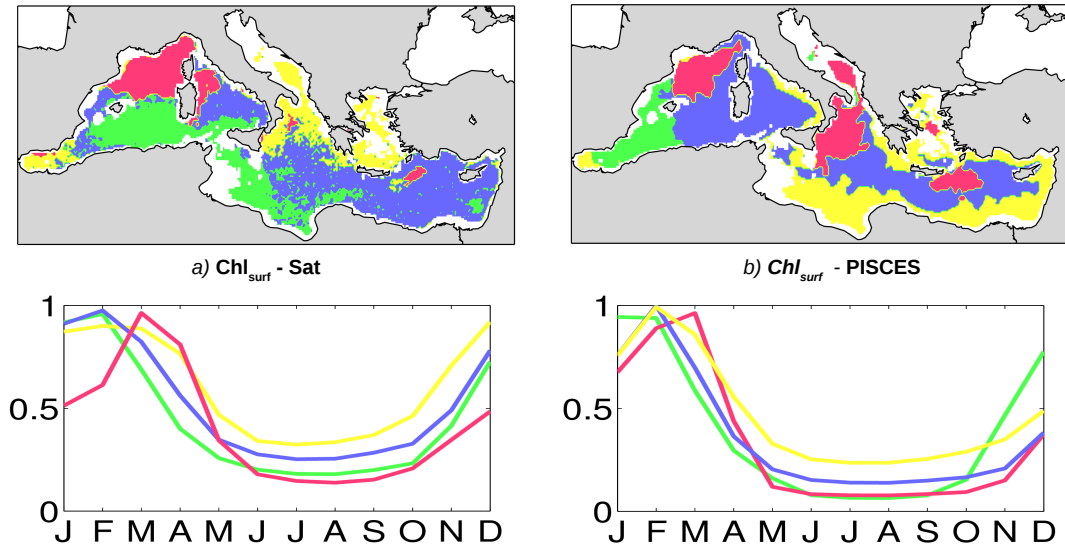 a) Chlsurf - Sat
b) Chlsurf - PISCES
1
0.5
0
J F M A M J J A S O N D
1
0.5
0
J F M A M J J A S O N D